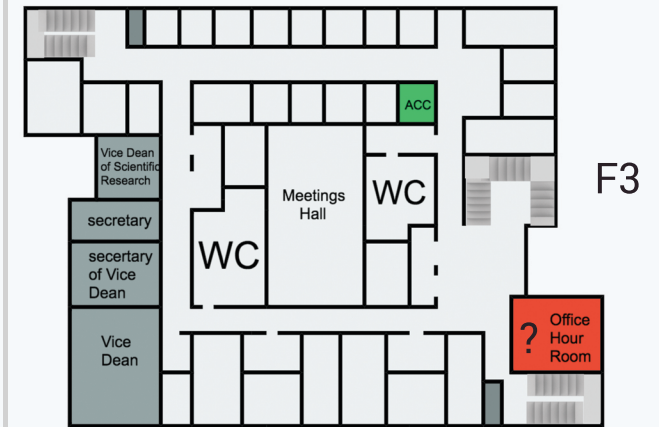 ACC
Vice Dean
of Scientific
Research
Meetings
Hall
WC
F3
secretary
WC
secertary
of Vice
Dean
Vice
Dean
?
Office
Hour
Room